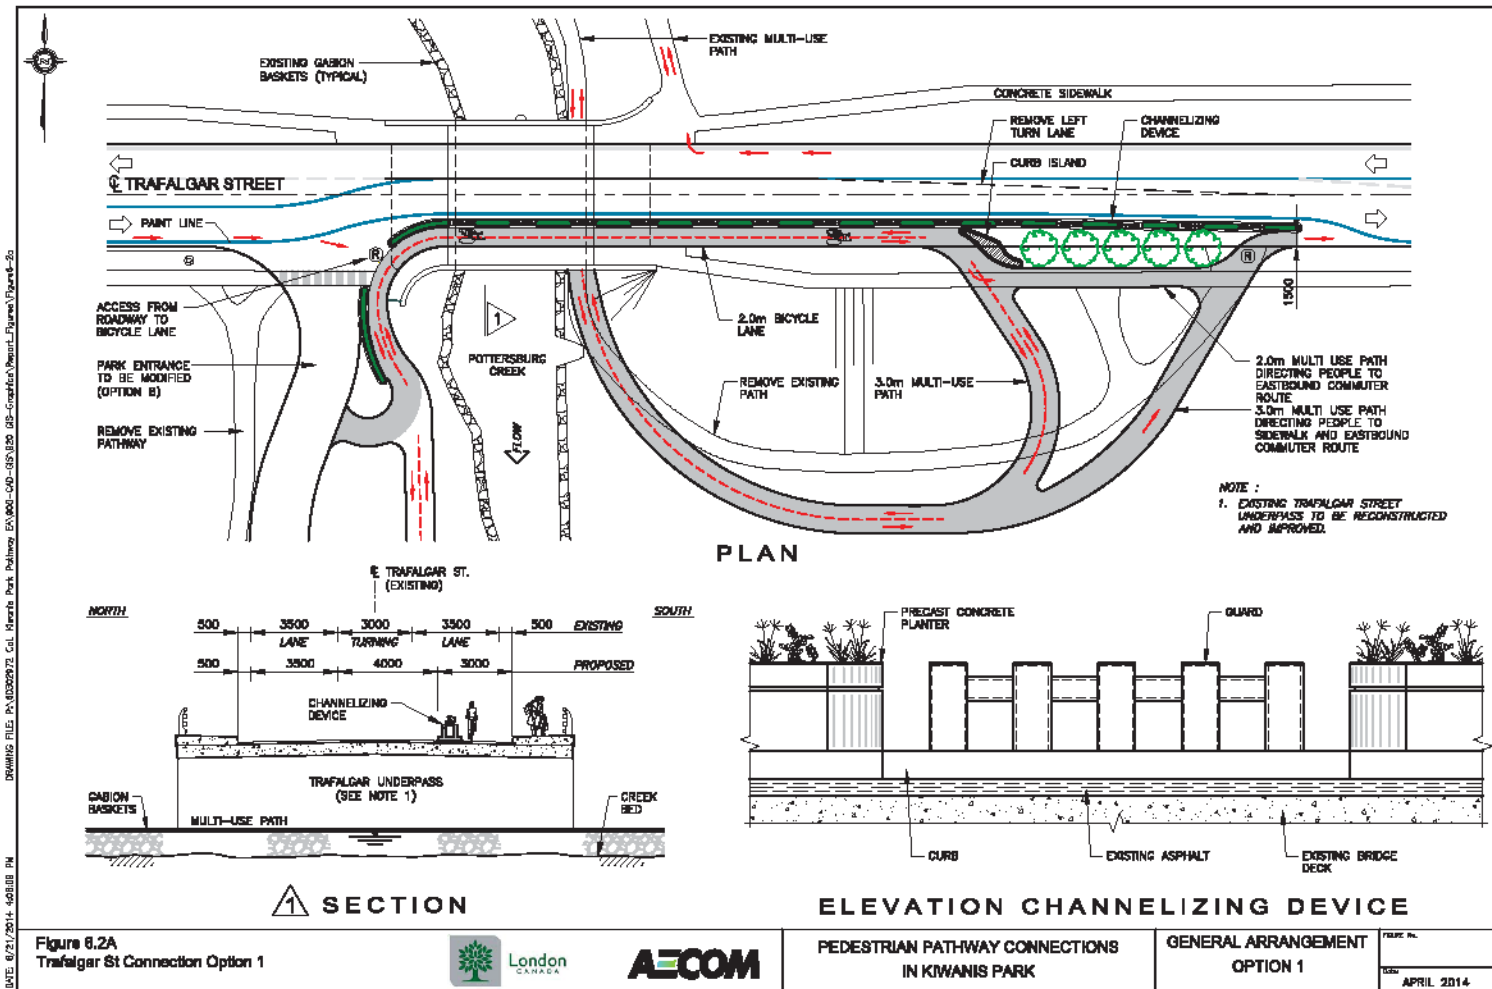 EXISTING GABION
BASKETS (TYPICAL)
EXISTING MULTI-USE
PATH
CONCRETE SIDEWALK
REMOVE LEFT
TURN LANE
CHANNELIZING
DEVICE
CURB ISLAND
℄ TRAFALGAR STREET
PAINT LINE
R
R
ACCESS FROM
ROADWAY TO
BICYCLE LANE
PARK ENTRANCE
TO BE MODIFIED
(OPTION B)
REMOVE EXISTING
PATHWAY
1
POTTERSBURG
CREEK
FLOW
2.0m BICYCLE
LANE
REMOVE EXISTING
PATH
3.0m MULTI-USE
PATH
1500
2.0m MULTI USE PATH
DIRECTING PEOPLE TO
EASTBOUND COMMUTER
ROUTE
3.0m MULTI USE PATH
DIRECTING PEOPLE TO
SIDEWALK AND EASTBOUND
COMMUTER ROUTE
NOTE :
1. EXISTING TRAFALGAR STREET
UNDERPASS TO BE RECONSTRUCTED
AND IMPROVED.
PLAN
℄ TRAFALGAR ST.
(EXISTING)
NORTH
SOUTH
500 3500 3000 3500 500 EXISTING
LANE TURNING LANE
500 3500 4000 3000 PROPOSED
CHANNELIZING
DEVICE
TRAFALGAR UNDERPASS
(SEE NOTE 1)
GABION
BASKETS
MULTI-USE PATH
CREEK
BED
1 SECTION
PRECAST CONCRETE
PLANTER
GUARD
CURB
EXISTING ASPHALT
EXISTING BRIDGE
DECK
ELEVATION CHANNELIZING DEVICE
Figure 6.2A
Trafalgar St Connection Option 1
London
CANADA
AECOM
PEDESTRIAN PATHWAY CONNECTIONS
IN KIWANIS PARK
GENERAL ARRANGEMENT
OPTION 1
FIGURE No.
Date
APRIL 2014